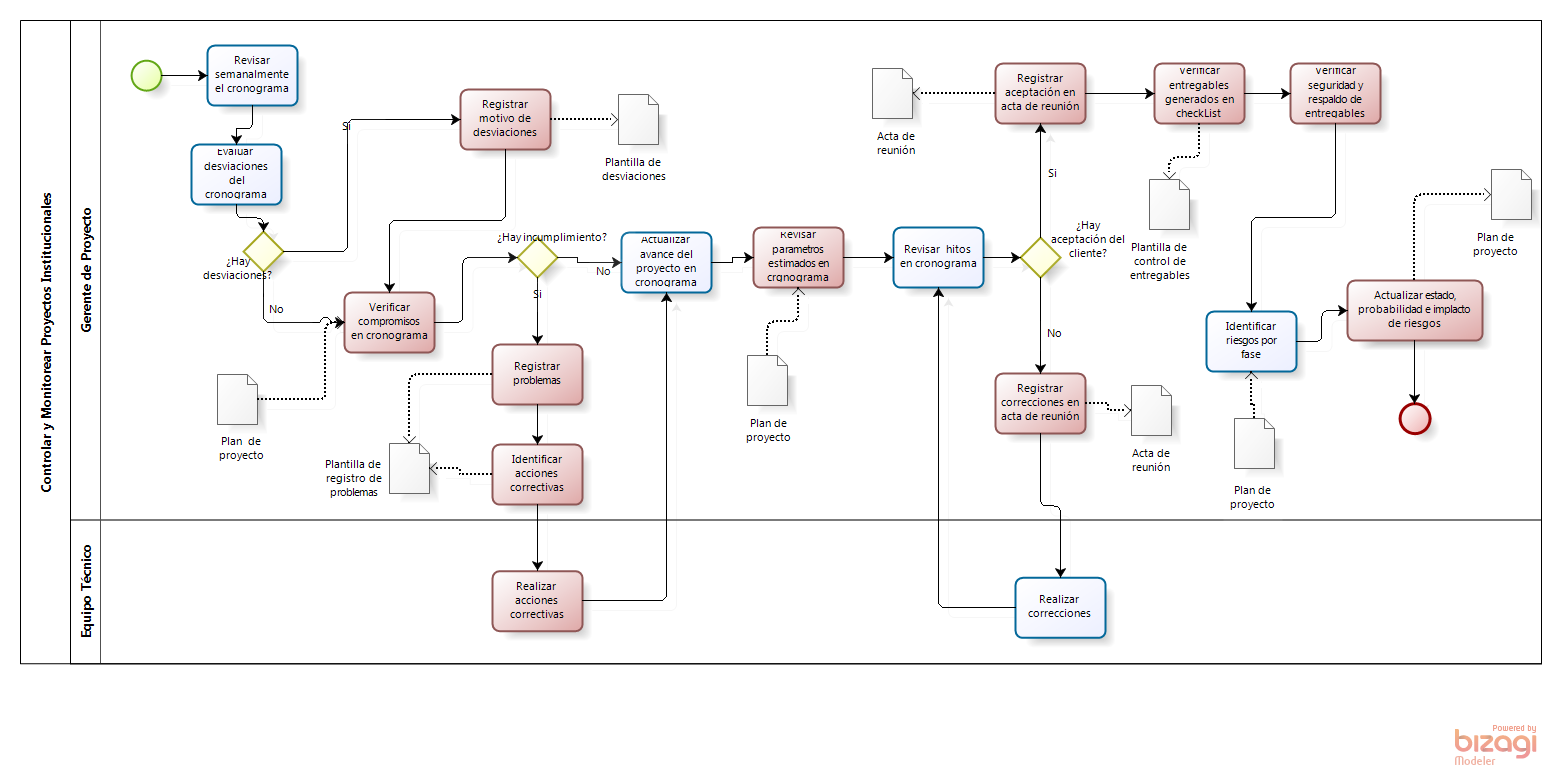 Controlar y Monitorear Proyectos Institucionales
Gerente de Proyecto
Revisar
semanalmente
el cronograma
Evaluar
desviaciones
del
cronograma
¿Hay
desviaciones?
Si
No
Registrar
motivo de
desviaciones
Plantilla de
desviaciones
Verificar
compromisos
en cronograma
Plan de
proyecto
¿Hay incumplimiento?
No
Si
Registrar
problemas
Identificar
acciones
correctivas
Plantilla de
registro de
problemas
Actualizar
avance del
proyecto en
cronograma
Revisar
parametros
estimados en
crgnograma
Plan de
proyecto
Revisar hitos
en cronograma
¿Hay
aceptación del
cliente?
Si
No
Registrar
aceptación en
acta de reunión
Acta de
reunión
Verificar
entregables
generados en
checkList
Plantilla de
control de
entregables
Verificar
seguridad y
respaldo de
entregables
Registrar
correcciones en
acta de reunión
Acta de
reunión
Identificar
riesgos por
fase
Plan de
proyecto
Actualizar estado,
probabilidad e implacto
de riesgos
Plan de
proyecto
Equipo Técnico
Realizar
acciones
correctivas
Realizar
correcciones
Powered by
bizagi
Modeler